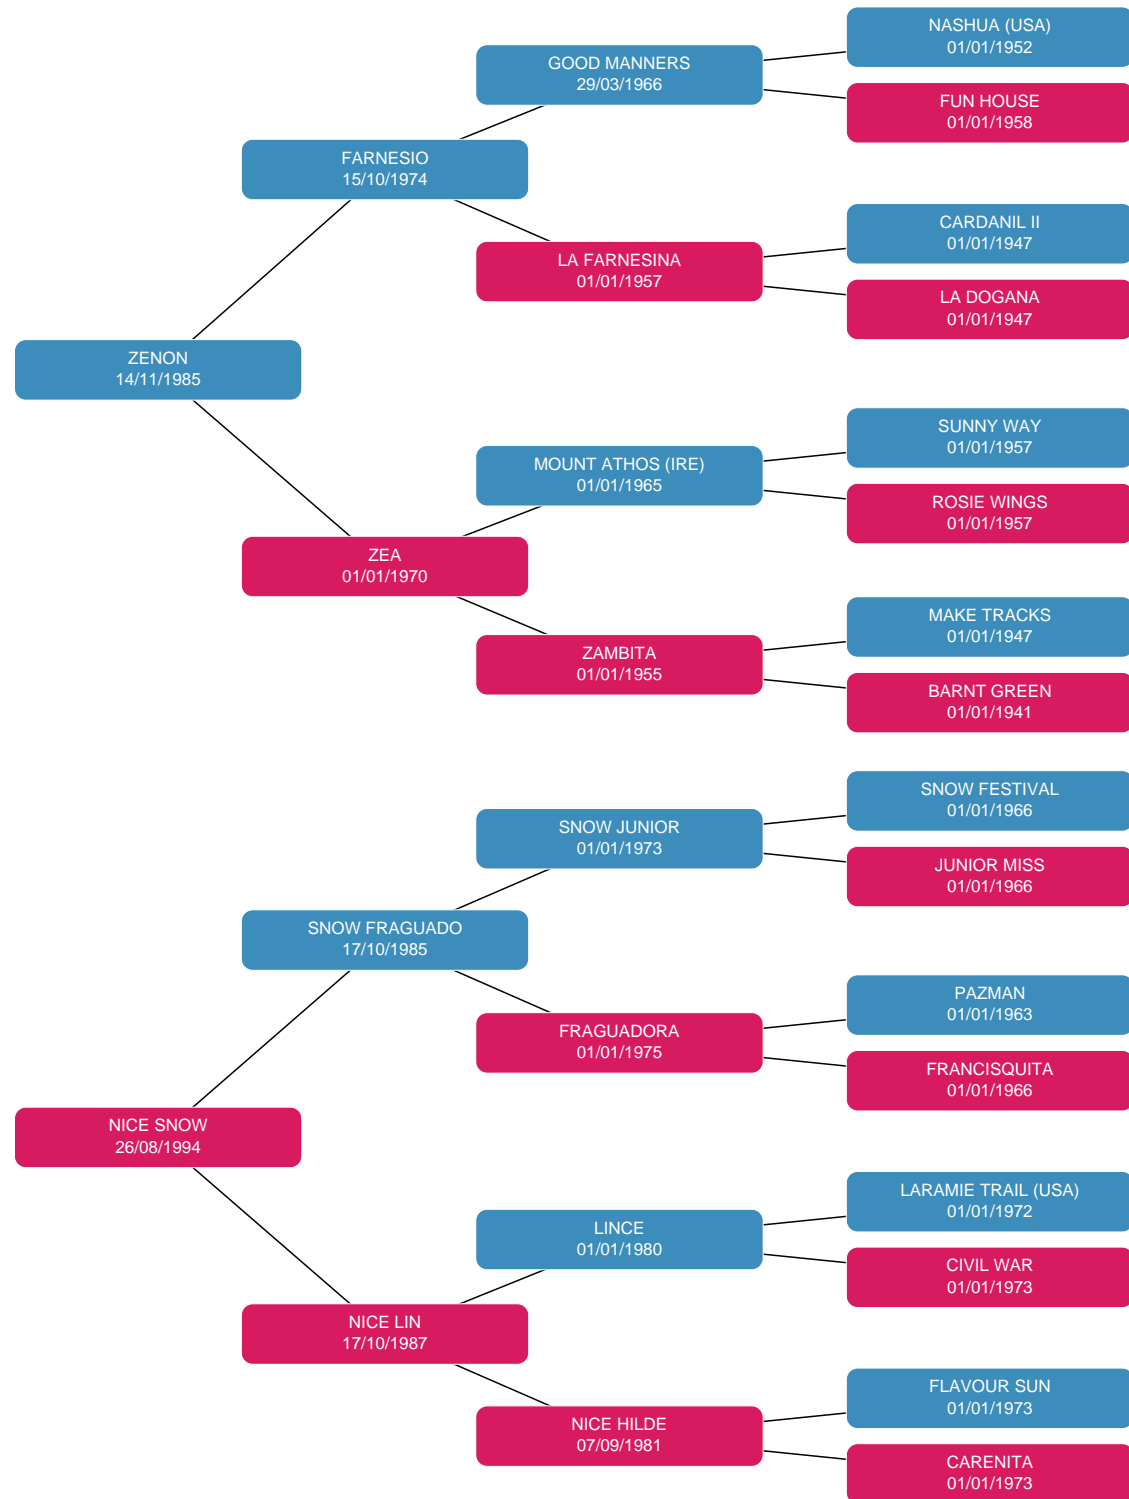 NASHUA (USA)
01/01/1952
GOOD MANNERS
29/03/1966
FUN HOUSE
01/01/1958
FARNESIO
15/10/1974
CARDANIL II
01/01/1947
LA FARNESINA
01/01/1957
LA DOGANA
01/01/1947
ZENON
14/11/1985
SUNNY WAY
01/01/1957
MOUNT ATHOS (IRE)
01/01/1965
ROSIE WINGS
01/01/1957
ZEA
01/01/1970
MAKE TRACKS
01/01/1947
ZAMBITA
01/01/1955
BARNT GREEN
01/01/1941
SNOW FESTIVAL
01/01/1966
SNOW JUNIOR
01/01/1973
JUNIOR MISS
01/01/1966
SNOW FRAGUADO
17/10/1985
PAZMAN
01/01/1963
FRAGUADORA
01/01/1975
FRANCISQUITA
01/01/1966
NICE SNOW
26/08/1994
LARAMIE TRAIL (USA)
01/01/1972
LINCE
01/01/1980
CIVIL WAR
01/01/1973
NICE LIN
17/10/1987
FLAVOUR SUN
01/01/1973
NICE HILDE
07/09/1981
CARENITA
01/01/1973